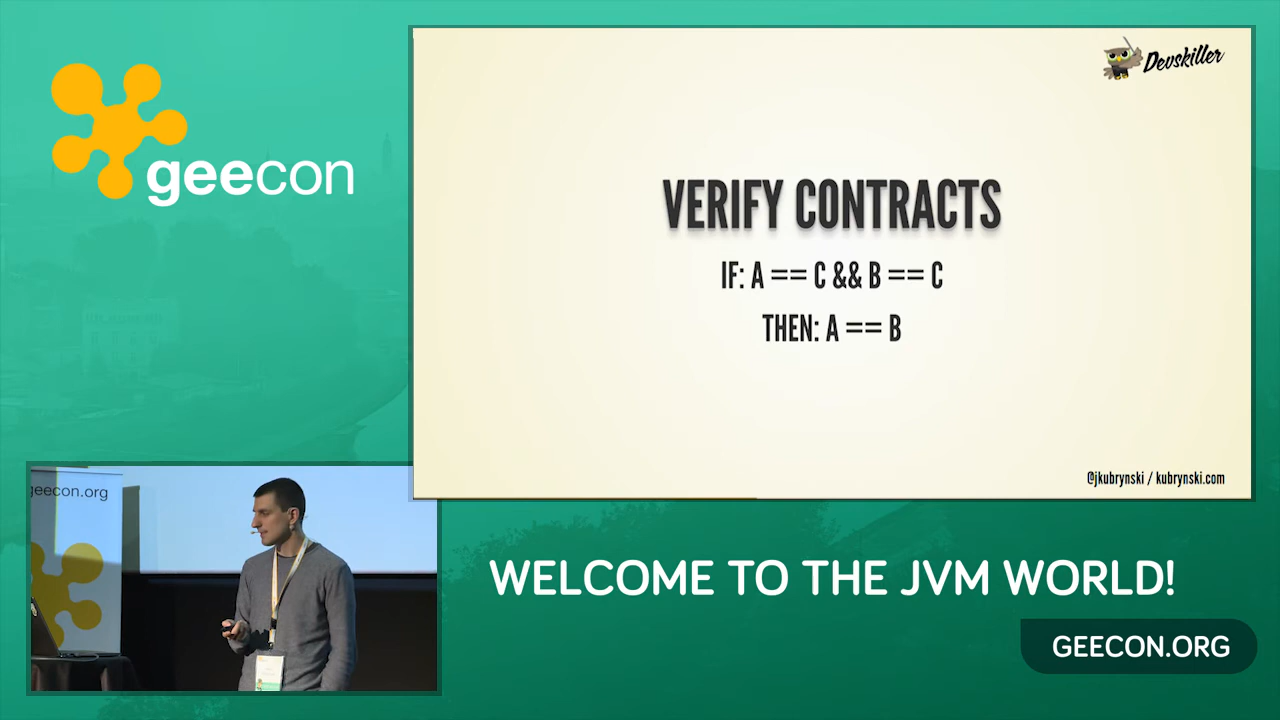 geecon
Devskiller
VERIFY CONTRACTS
IF: A == C && B == C
THEN: A == B
@jkubrynski / kubrynski.com
geecon.org
WELCOME TO THE JVM WORLD!
GEECON.ORG